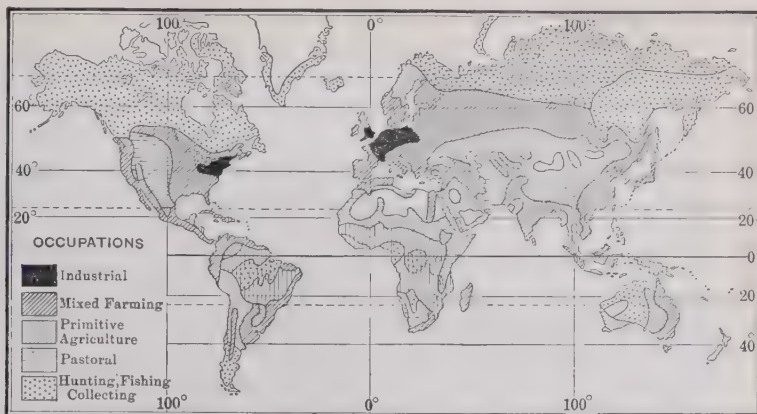 100 0° 100°
60° 60
40° 40
20° 20
OCCUPATIONS
Industrial
Mixed Farming
Primitive
Agriculture
Pastoral
Hunting, Fishing
Collecting
0
20
40
100° 0° 100°